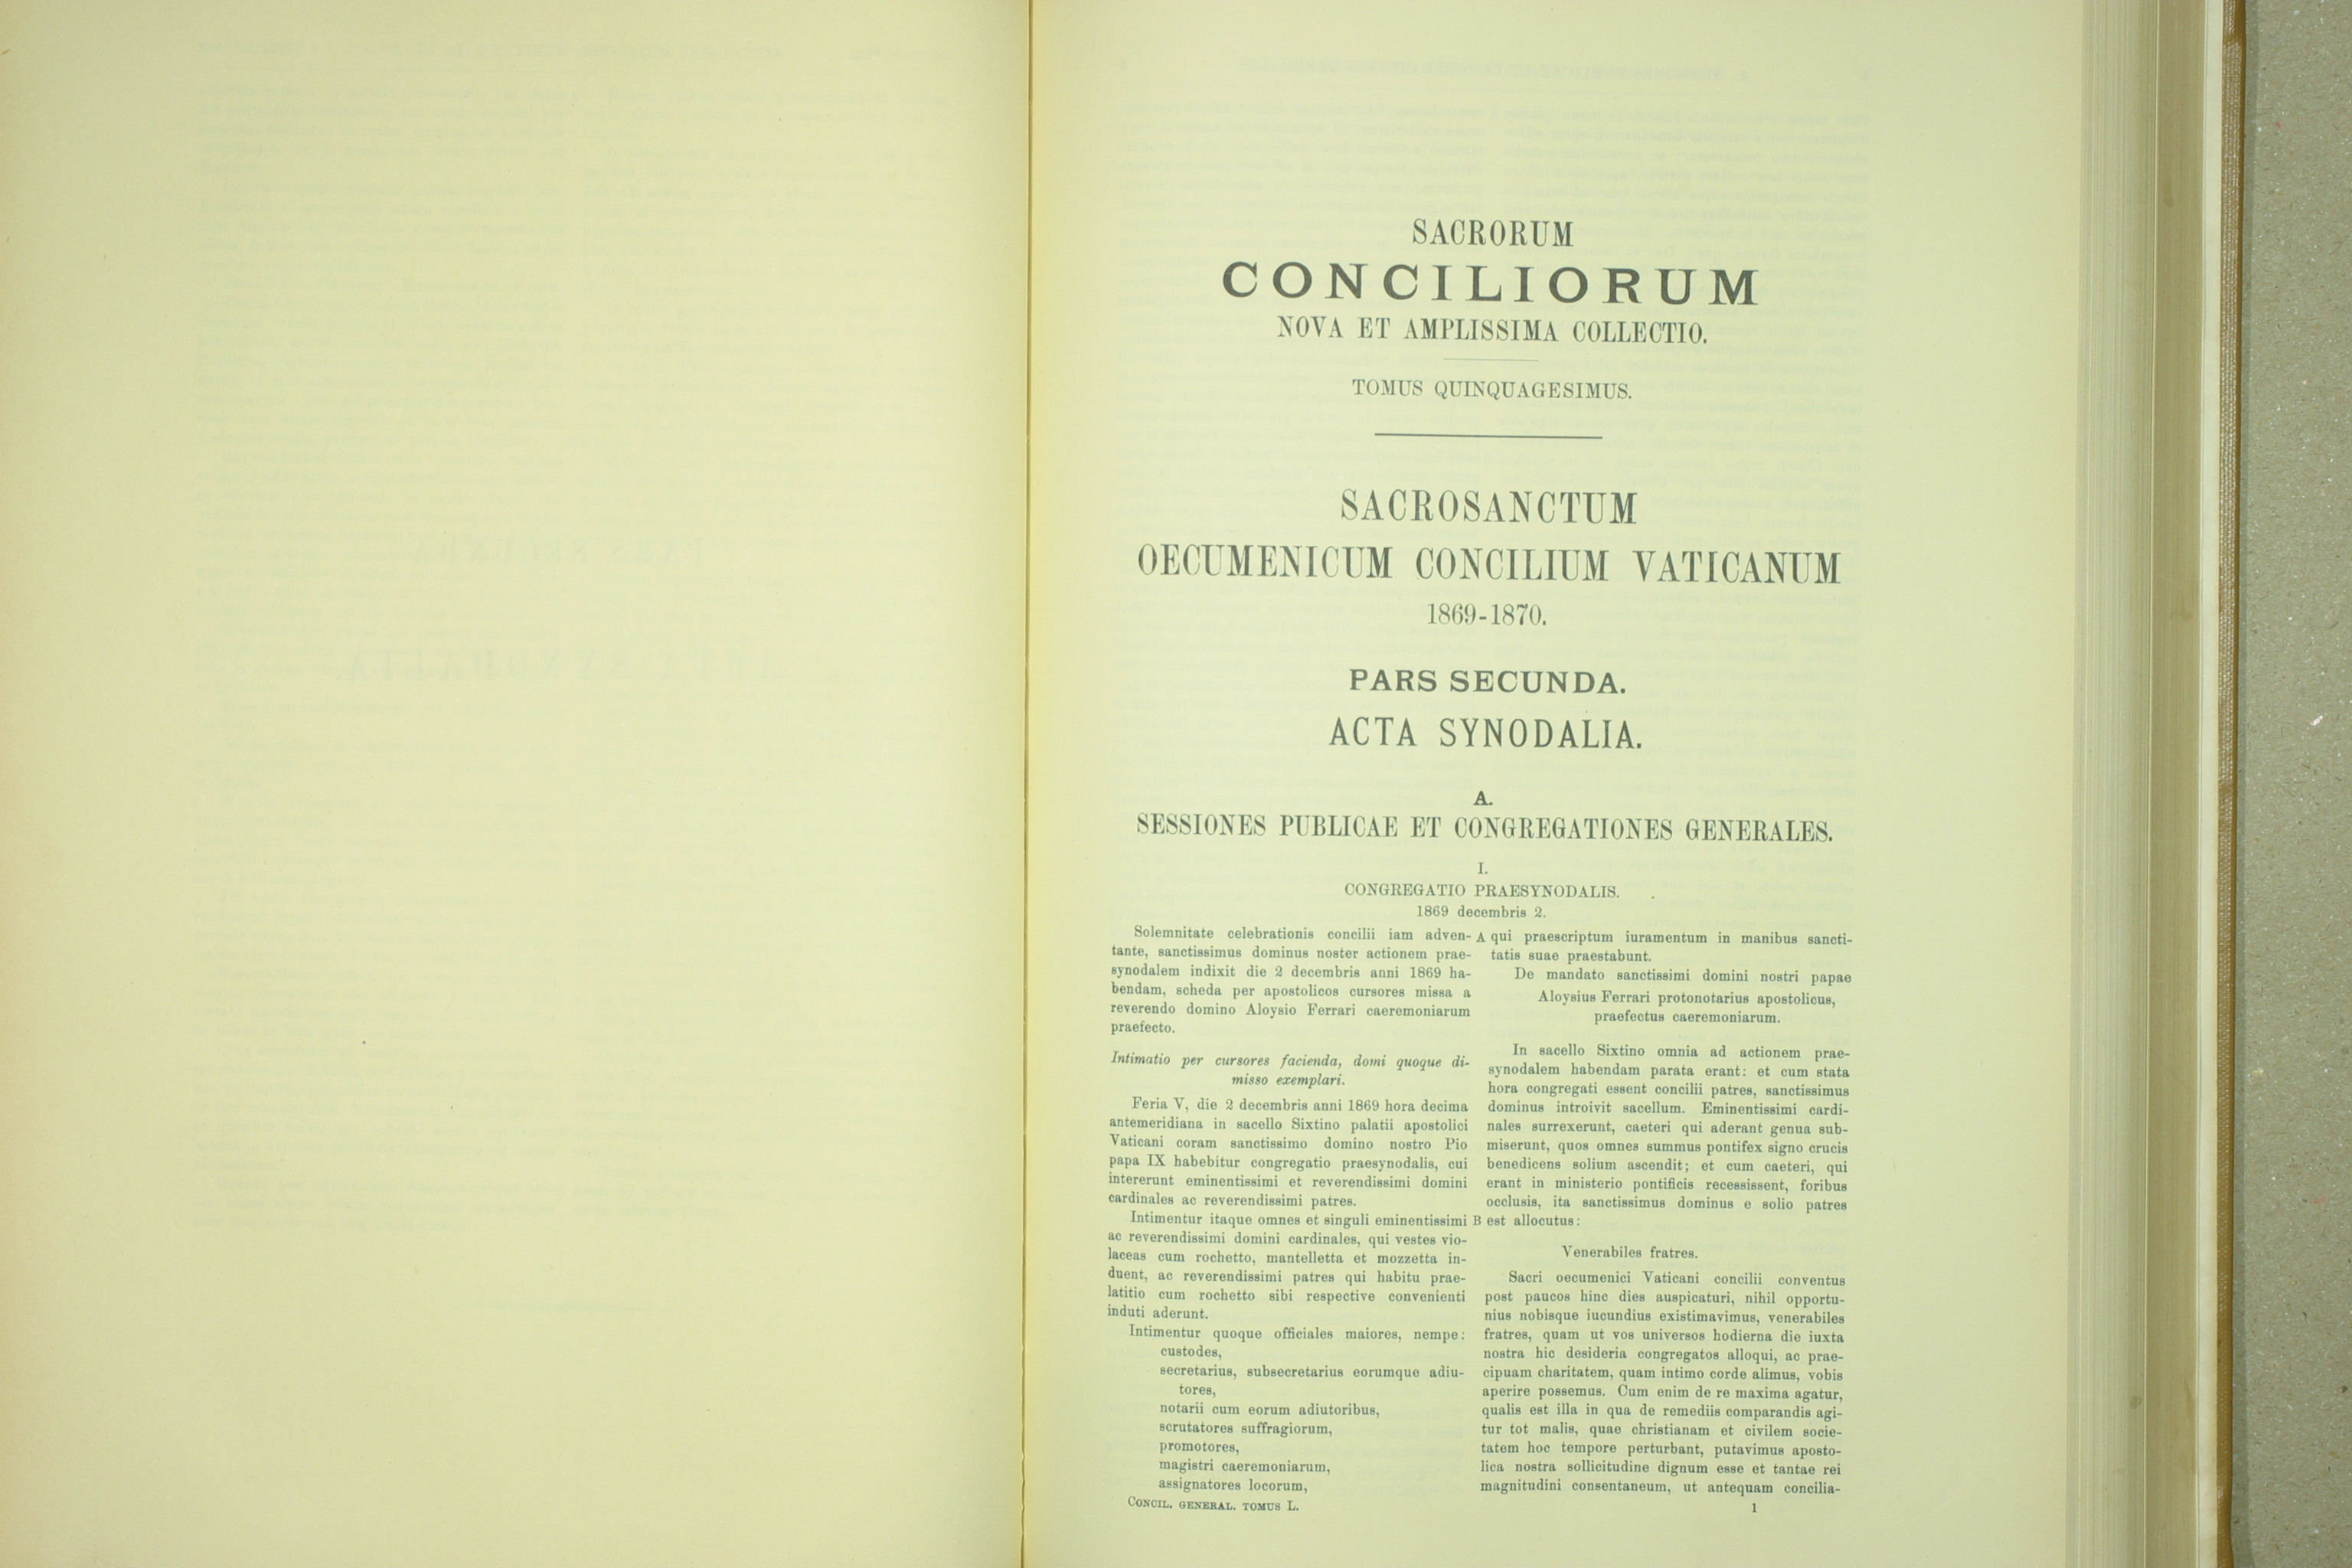 SACRORUM
CONCILIORUM
NOVA ET AMPLISSIMA COLLECTIO.
TOMUS QUINQUAGESIMUS.
SACROSANCTUM
OECUMENICUM CONCILIUM VATICANUM
1869-1870.
PARS SECUNDA.
ACTA SYNODALIA.
A.
SESSIONES PUBLICAE ET CONGREGATIONES GENERALES.
I.
CONGREGATIO PRAESYNODALIS.
1869 decembris 2.
Solemnitate celebrationis concilii iam adven-
tante, sanctissimus dominus noster actionem prae-
synodalem indixit die 2 decembris anni 1869 ha-
bendam, scheda per apostolicos cursores missa a
reverendo domino Aloysio Ferrari caeremoniarum
praefecto.
Intimatio per cursores facienda, domi quoque di-
misso exemplari.
Feria V, die 2 decembris anni 1869 hora decima
antemeridiana in sacello Sixtino palatii apostolici
Vaticani coram sanctissimo domino nostro Pio
papa IX habebitur congregatio praesynodalis, cui
intererunt eminentissimi et reverendissimi domini
cardinales ac reverendissimi patres.
Intimentur itaque omnes et singuli eminentissimi
ac reverendissimi domini cardinales, qui vestes vio-
laceas cum rochetto, mantelletta et mozzetta in-
duent, ac reverendissimi patres qui habitu prae-
latitio cum rochetto sibi respective convenienti
induti aderunt.
Intimentur quoque officiales maiores, nempe:
custodes,
secretarius, subsecretarius eorumque adiu-
tores,
notarii cum eorum adiutoribus,
scrutatores suffragiorum,
promotores,
magistri caeremoniarum,
assignatores locorum,
CONCIL. GENERAL. TOMUS L.
A qui praescriptum iuramentum in manibus sancti-
tatis suae praestabunt.
De mandato sanctissimi domini nostri papae
Aloysius Ferrari protonotarius apostolicus,
praefectus caeremoniarum.
In sacello Sixtino omnia ad actionem prae-
synodalem habendam parata erant: et cum stata
hora congregati essent concilii patres, sanctissimus
dominus introivit sacellum. Eminentissimi cardi-
nales surrexerunt, caeteri qui aderant genua sub-
miserunt, quos omnes summus pontifex signo crucis
benedicens solium ascendit; et cum caeteri, qui
erant in ministerio pontificis recessissent, foribus
occlusis, ita sanctissimus dominus e solio patres
B est allocutus:
Venerabiles fratres.
Sacri oecumenici Vaticani concilii conventus
post paucos hinc dies auspicaturi, nihil opportu-
nius nobisque iucundius existimavimus, venerabiles
fratres, quam ut vos universos hodierna die iuxta
nostra hic desideria congregatos alloqui, ac prae-
cipuam charitatem, quam intimo corde alimus, vobis
aperire possemus. Cum enim de re maxima agatur,
qualis est illa in qua de remediis comparandis agi-
tur tot malis, quae christianam et civilem socie-
tatem hoc tempore perturbant, putavimus aposto-
lica nostra sollicitudine dignum esse et tantae rei
magnitudini consentaneum, ut antequam concilia-
1